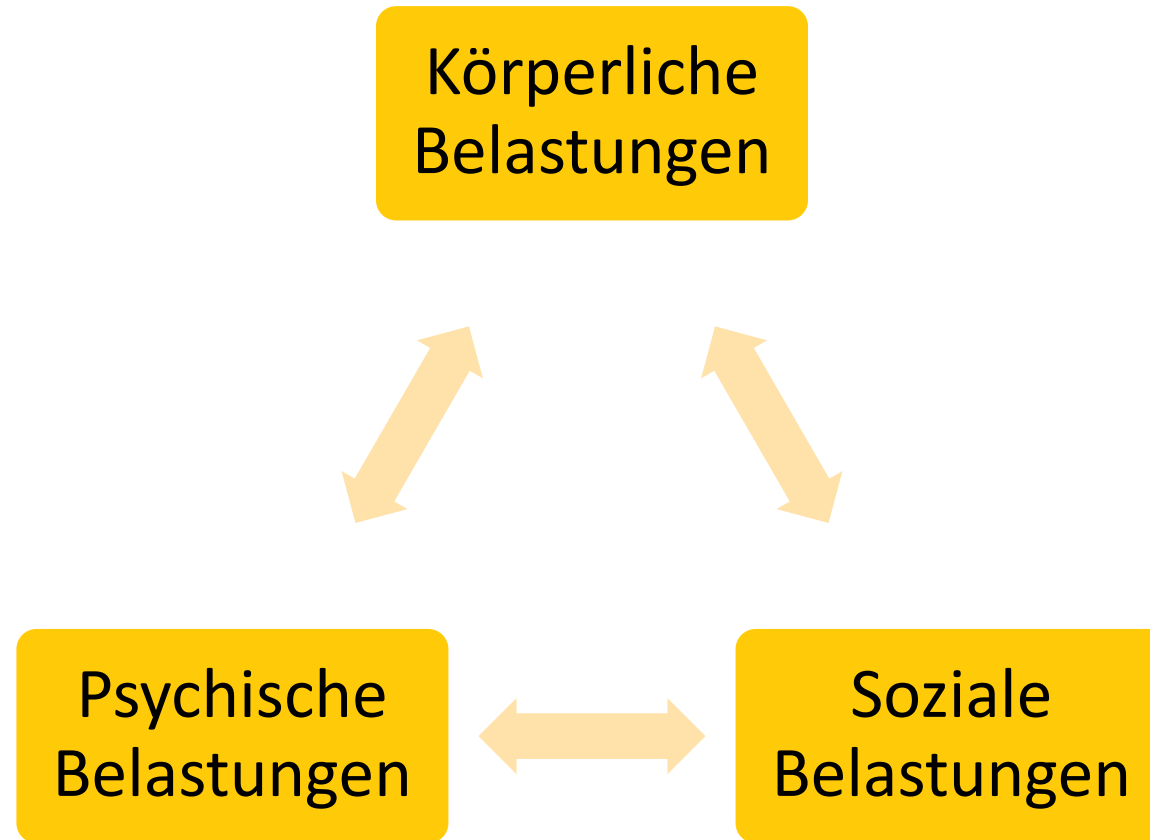 Körperliche
Belastungen
Psychische
Belastungen
Soziale
Belastungen